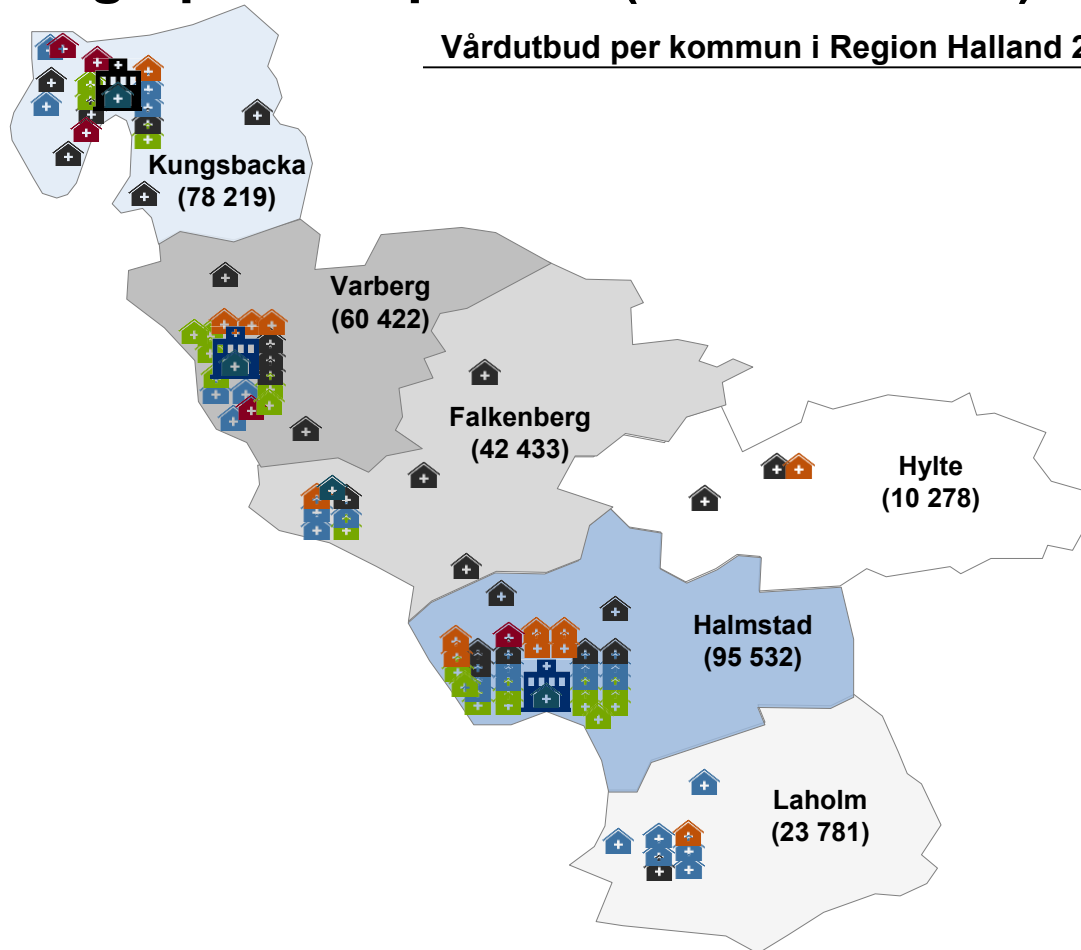 Vårdutbud per kommun i Region Halland 2
Kungsbacka
(78 219)
Varberg
(60 422)
Falkenberg
(42 433)
Hylte
(10 278)
Halmstad
(95 532)
Laholm
(23 781)